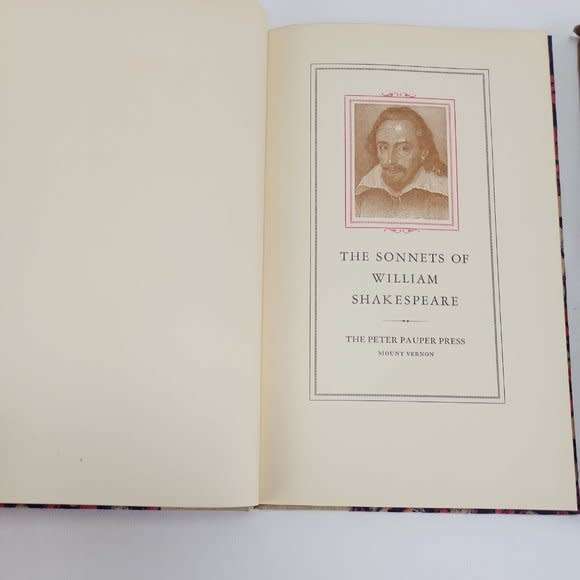 THE SONNETS OF
WILLIAM
SHAKESPEARE
THE PETER PAUPER PRESS
MOUNT VERNON